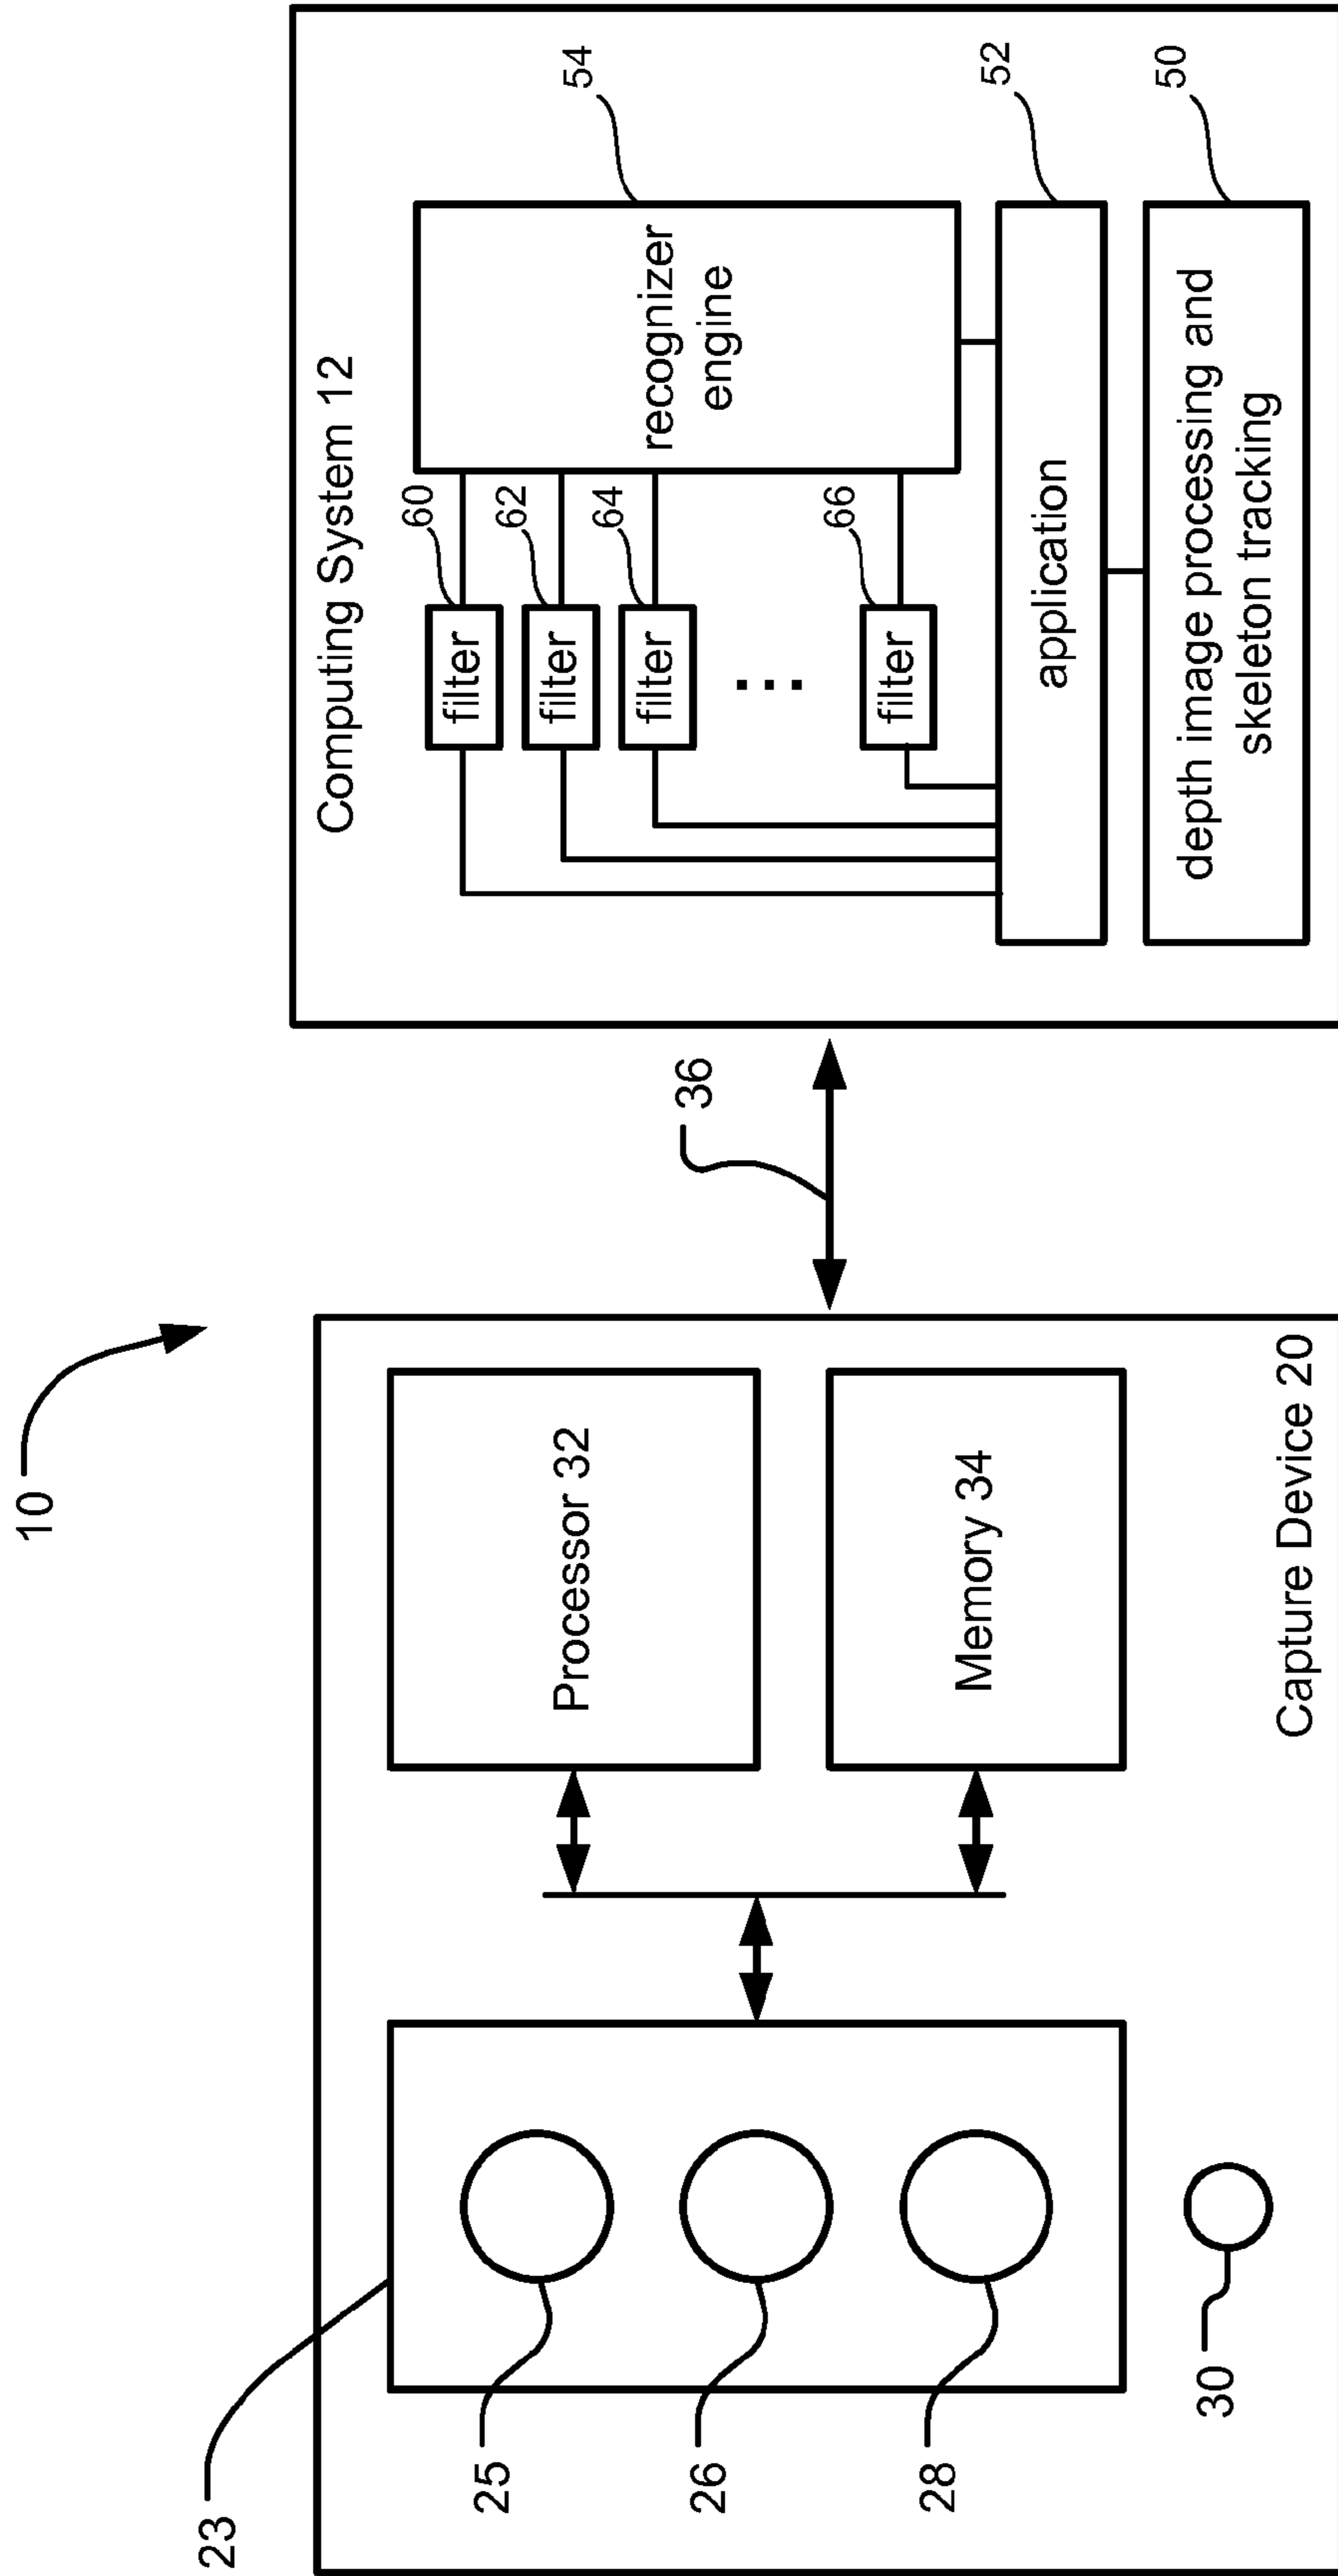 10
23
25
26
28
30
Processor 32
Memory 34
Capture Device 20
36
Computing System 12
60
62
64
66
filter
filter
filter
...
filter
54
recognizer
engine
52
application
50
depth image processing and
skeleton tracking